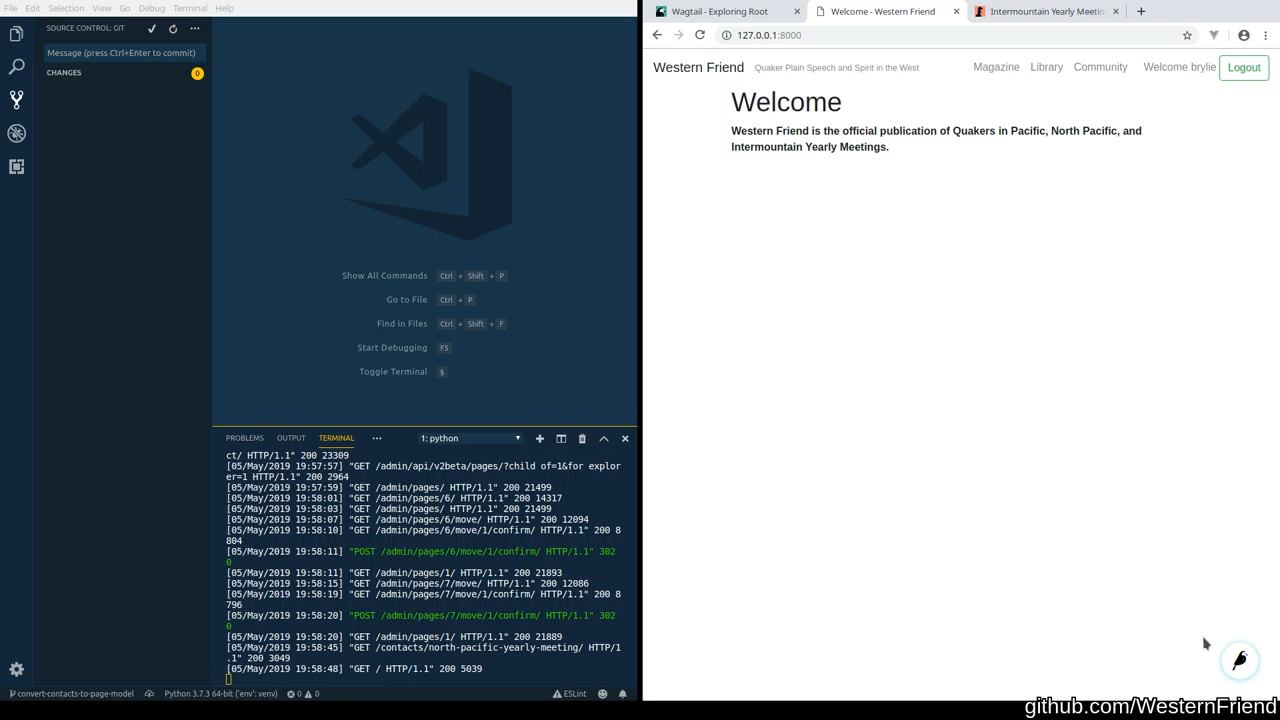 File Edit Selection View Go Debug Terminal Help
SOURCE CONTROL: GIT
Message (press Ctrl+Enter to commit)
CHANGES 0
Show All Commands Ctrl + Shift + P
Go to File Ctrl + P
Find in Files Ctrl + Shift + F
Start Debugging F5
Toggle Terminal §
PROBLEMS OUTPUT TERMINAL ··· 1: python
ct/ HTTP/1.1" 200 23309
[05/May/2019 19:57:57] "GET /admin/api/v2beta/pages/?child_of=1&for_explor
er=1 HTTP/1.1" 200 2964
[05/May/2019 19:57:59] "GET /admin/pages/ HTTP/1.1" 200 21499
[05/May/2019 19:58:01] "GET /admin/pages/6/ HTTP/1.1" 200 14317
[05/May/2019 19:58:03] "GET /admin/pages/ HTTP/1.1" 200 21499
[05/May/2019 19:58:07] "GET /admin/pages/6/move/ HTTP/1.1" 200 12094
[05/May/2019 19:58:10] "GET /admin/pages/6/move/1/confirm/ HTTP/1.1" 200 8
804
[05/May/2019 19:58:11] "POST /admin/pages/6/move/1/confirm/ HTTP/1.1" 302
0
[05/May/2019 19:58:11] "GET /admin/pages/1/ HTTP/1.1" 200 21893
[05/May/2019 19:58:15] "GET /admin/pages/7/move/ HTTP/1.1" 200 12086
[05/May/2019 19:58:19] "GET /admin/pages/7/move/1/confirm/ HTTP/1.1" 200 8
796
[05/May/2019 19:58:20] "POST /admin/pages/7/move/1/confirm/ HTTP/1.1" 302
0
[05/May/2019 19:58:20] "GET /admin/pages/1/ HTTP/1.1" 200 21889
[05/May/2019 19:58:45] "GET /contacts/north-pacific-yearly-meeting/ HTTP/1
.1" 200 3049
[05/May/2019 19:58:48] "GET / HTTP/1.1" 200 5039
convert-contacts-to-page-model Python 3.7.3 64-bit ('env': venv) 0 0 ESLint
Wagtail - Exploring Root Welcome - Western Friend Intermountain Yearly Meetin
127.0.0.1:8000
Western Friend Quaker Plain Speech and Spirit in the West Magazine Library Community Welcome brylie Logout
Welcome
Western Friend is the official publication of Quakers in Pacific, North Pacific, and
Intermountain Yearly Meetings.
github.com/WesternFriend